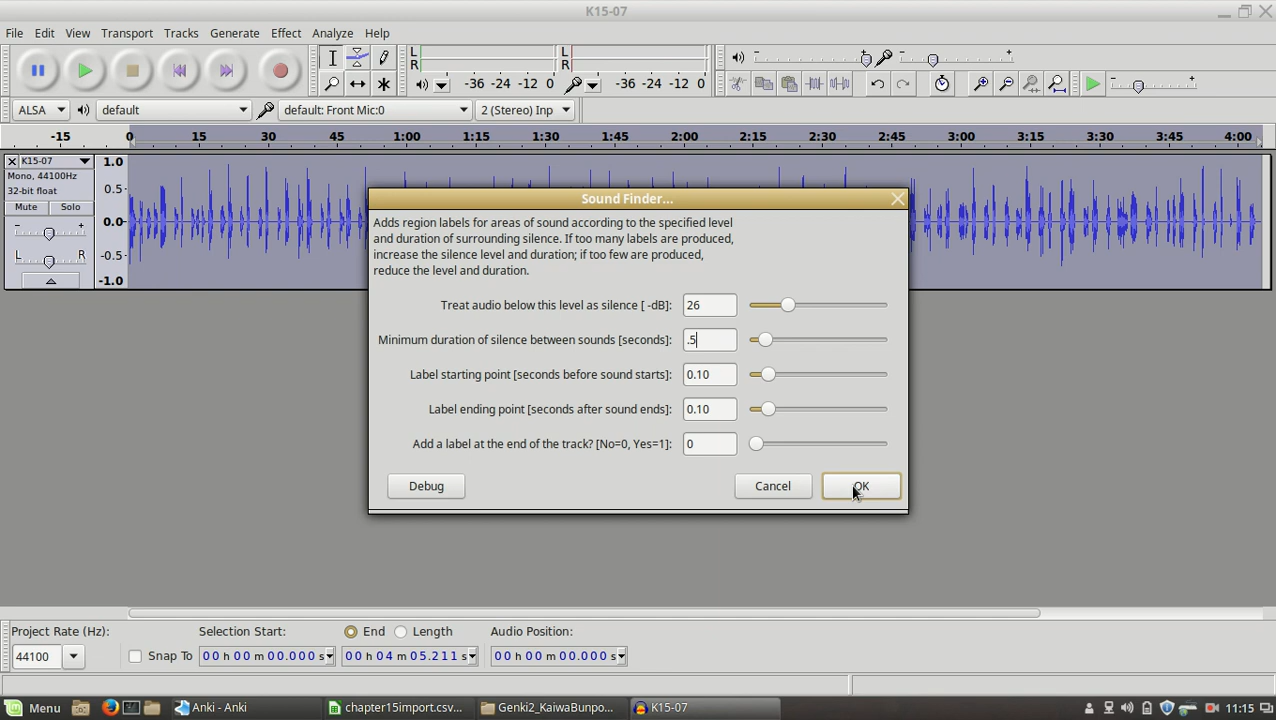 K15-07
File Edit View Transport Tracks Generate Effect Analyze Help
L
R
-36 -24 -12 0
L
R
-36 -24 -12 0
ALSA default default: Front Mic:0 2 (Stereo) Inp
-15 0 15 30 45 1:00 1:15 1:30 1:45 2:00 2:15 2:30 2:45 3:00 3:15 3:30 3:45 4:00
K15-07
Mono, 44100Hz
32-bit float
Mute Solo
- +
L R
1.0
0.5-
0.0-
-0.5-
-1.0
Sound Finder...
Adds region labels for areas of sound according to the specified level
and duration of surrounding silence. If too many labels are produced,
increase the silence level and duration; if too few are produced,
reduce the level and duration.
Treat audio below this level as silence [ -dB]: 26
Minimum duration of silence between sounds [seconds]: .5
Label starting point [seconds before sound starts]: 0.10
Label ending point [seconds after sound ends]: 0.10
Add a label at the end of the track? [No=0, Yes=1]: 0
Debug Cancel OK
Project Rate (Hz): Selection Start: End Length Audio Position:
44100 Snap To 00 h 00 m 00.000 s 00 h 04 m 05.211 s 00 h 00 m 00.000 s
Menu Anki - Anki chapter15import.csv... Genki2_KaiwaBunpo... K15-07 11:15